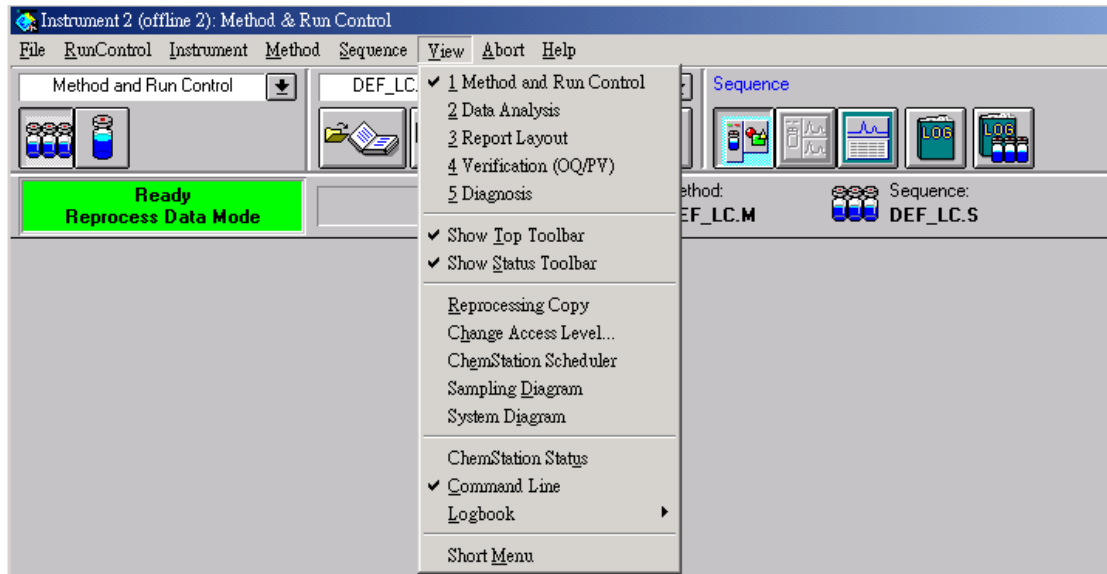 Instrument 2 (offline 2): Method & Run Control
File RunControl Instrument Method Sequence View Abort Help
Method and Run Control
DEF_LC.
Sequence
✔ 1 Method and Run Control
2 Data Analysis
3 Report Layout
4 Verification (OQ/PV)
5 Diagnosis
✔ Show Top Toolbar
✔ Show Status Toolbar
Reprocessing Copy
Change Access Level...
ChemStation Scheduler
Sampling Diagram
System Diagram
ChemStation Status
✔ Command Line
Logbook
Short Menu
LOG
LOG
Ready
Reprocess Data Mode
ethod:
EF_LC.M
Sequence:
DEF_LC.S